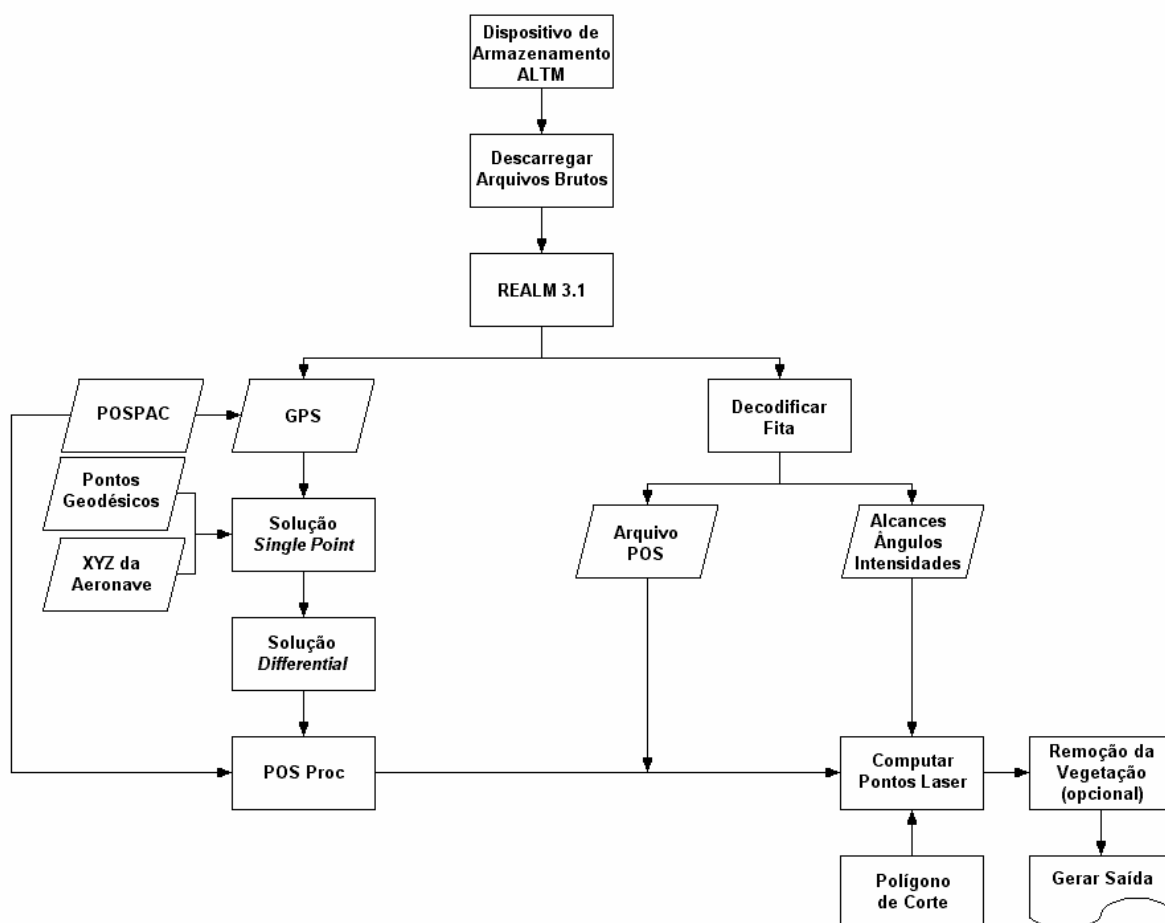 Dispositivo de
Armazenamento
ALTM
Descarregar
Arquivos Brutos
REALM 3.1
POSPAC
GPS
Decodificar
Fita
Pontos
Geodésicos
Solução
Single Point
Arquivo
POS
Alcances
Ângulos
Intensidades
XYZ da
Aeronave
Solução
Differential
POS Proc
Computar
Pontos Laser
Remoção da
Vegetação
(opcional)
Polígono
de Corte
Gerar Saída